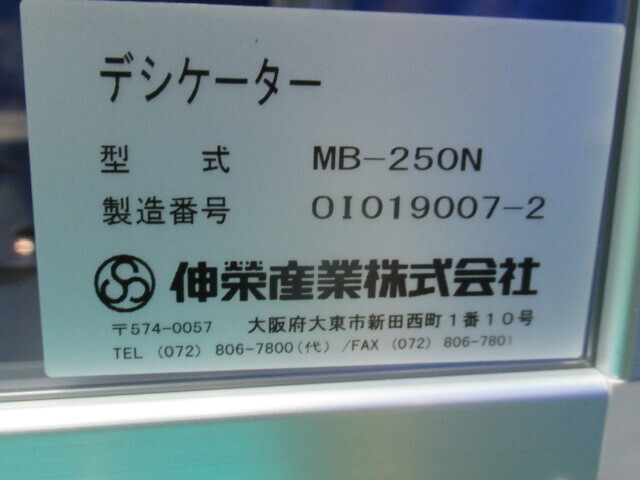 デシケーター
型式 MB-250N
製造番号 OI019007-2
伸榮産業株式会社
〒574-0057 大阪府大東市新田西町1番10号
TEL (072) 806-7800(代) /FAX (072) 806-7801